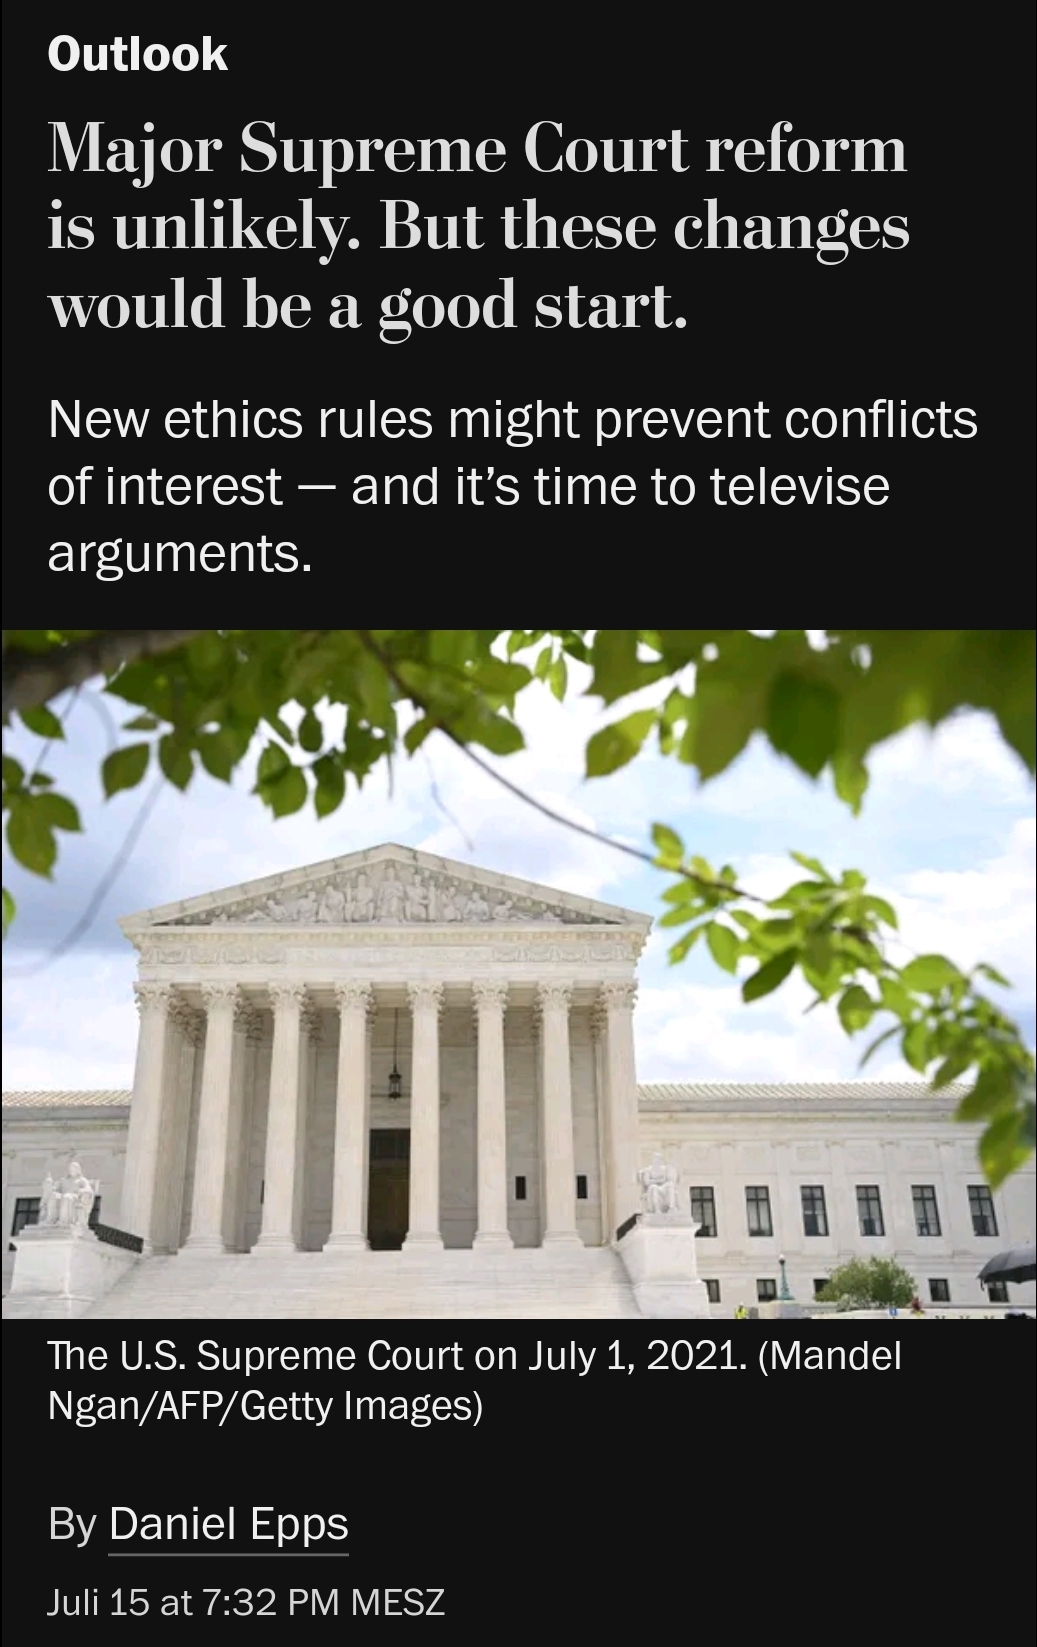 Outlook
Major Supreme Court reform
is unlikely. But these changes
would be a good start.
New ethics rules might prevent conflicts
of interest — and it’s time to televise
arguments.
The U.S. Supreme Court on July 1, 2021. (Mandel
Ngan/AFP/Getty Images)
By Daniel Epps
Juli 15 at 7:32 PM MESZ